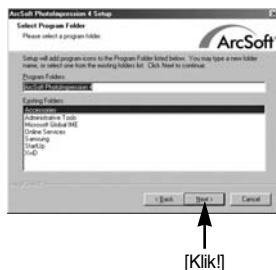 ArcSoft PhotoImpression 4 Setup
Select Program Folder
Please select a program folder.
ArcSoft
Setup will add program icons to the Program Folder listed below. You may type a new folder
name, or select one from the existing folders list. Click Next to continue.
Program Folders:
ArcSoft PhotoImpression 4
Existing Folders:
Accessories
Administrative Tools
Microsoft Global IME
Online Services
Samsung
StartUp
XviD
< Back
Next >
Cancel
[Klik!]